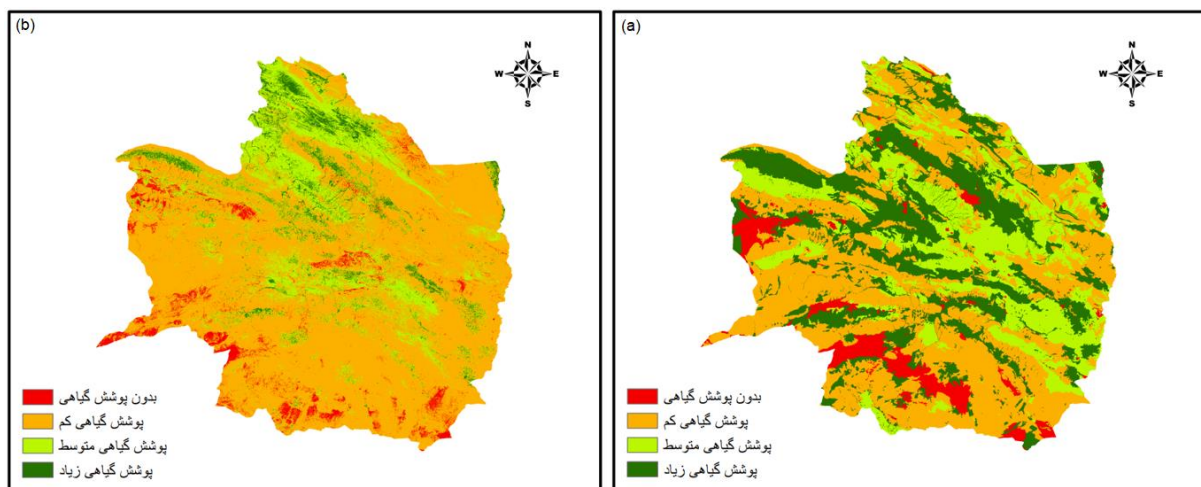 (b)
N
W E
S
بدون پوشش گیاهی
پوشش گیاهی کم
پوشش گیاهی متوسط
پوشش گیاهی زیاد
(a)
N
W E
S
بدون پوشش گیاهی
پوشش گیاهی کم
پوشش گیاهی متوسط
پوشش گیاهی زیاد